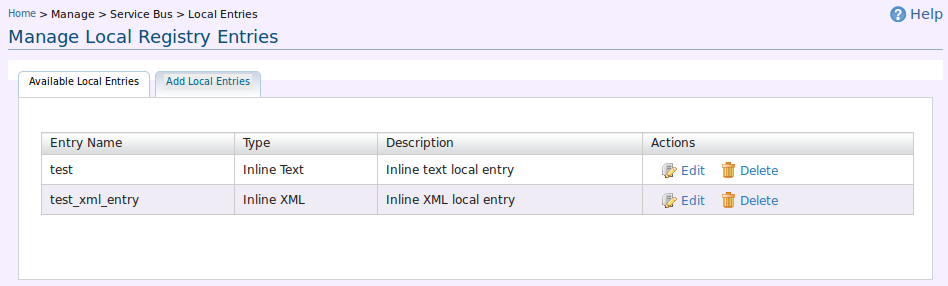 Home > Manage > Service Bus > Local Entries
Help
Manage Local Registry Entries
Available Local Entries
Add Local Entries
Entry Name Type Description Actions
test Inline Text Inline text local entry Edit Delete
test_xml_entry Inline XML Inline XML local entry Edit Delete